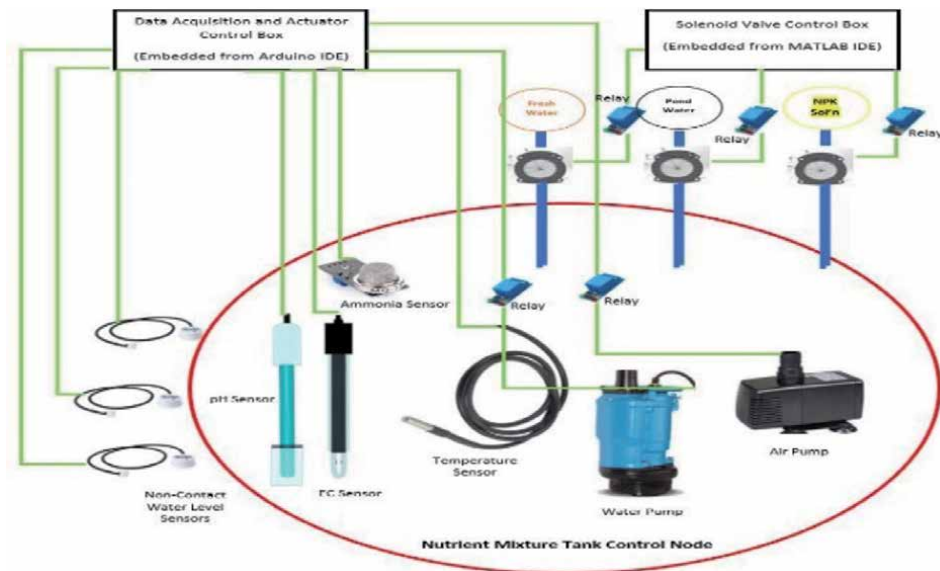 Data Acquisition and Actuator
Control Box
(Embedded from Arduino IDE)
Solenoid Valve Control Box
(Embedded from MATLAB IDE)
Fresh
Water
Relay
Pond
Water
Relay
NPK
SoFn
Relay
Ammonia Sensor
Relay
Relay
pH Sensor
Temperature
Sensor
Air Pump
Non-Contact
Water Level
Sensors
EC Sensor
Water Pump
Nutrient Mixture Tank Control Node